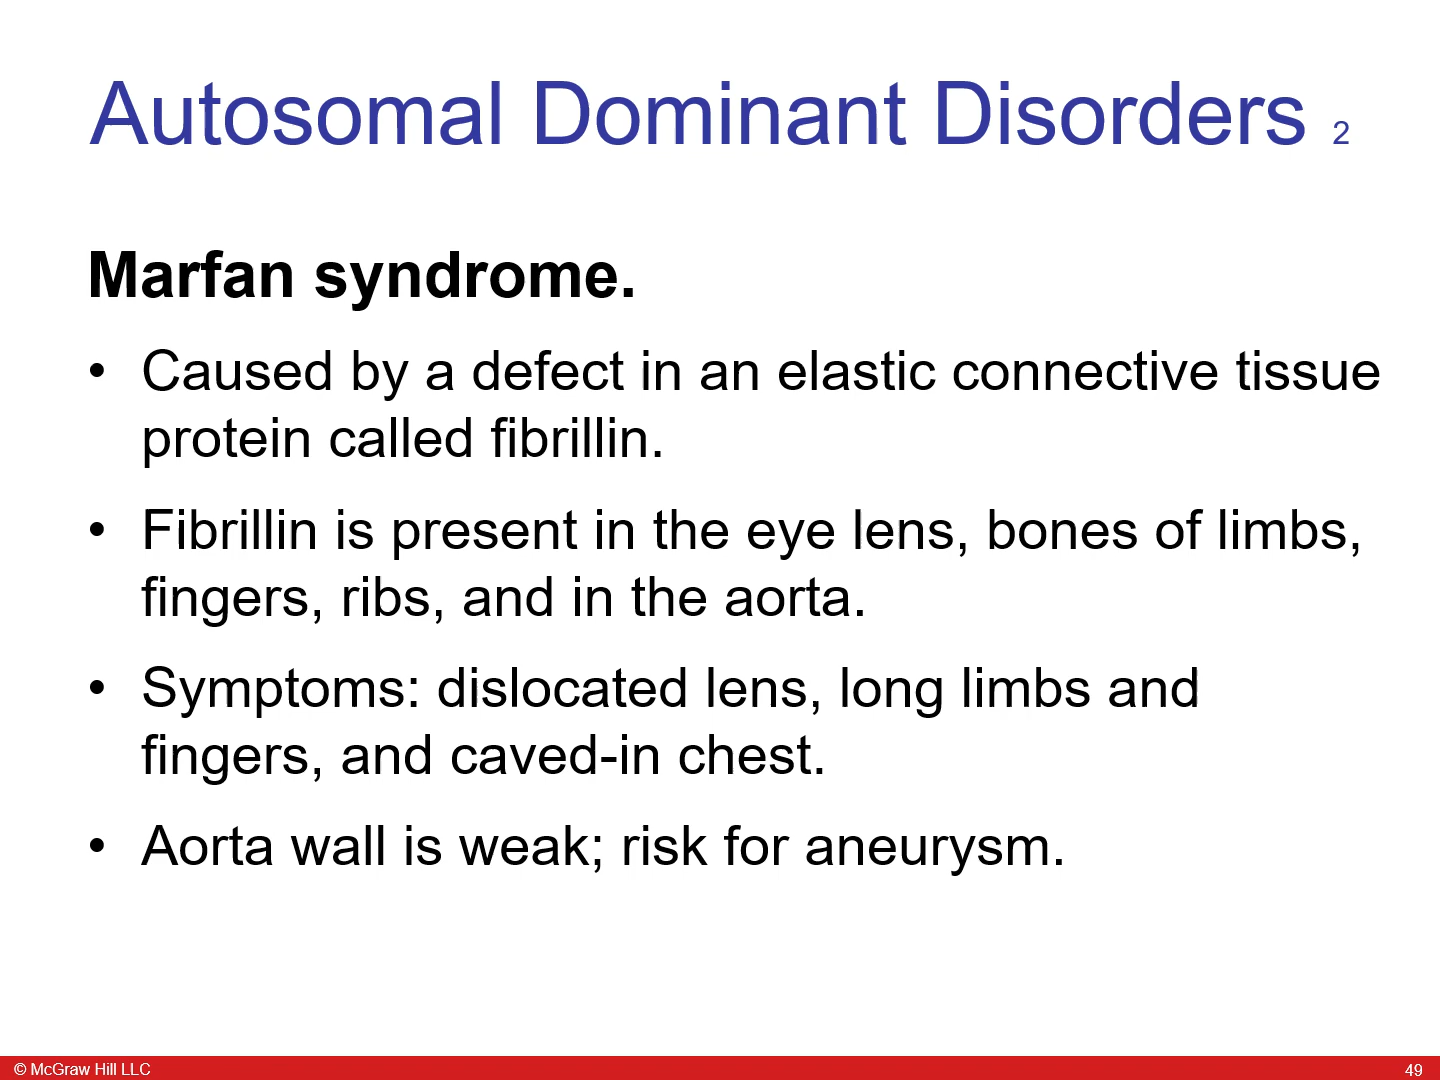 Autosomal Dominant Disorders 2
Marfan syndrome.
• Caused by a defect in an elastic connective tissue
protein called fibrillin.
• Fibrillin is present in the eye lens, bones of limbs,
fingers, ribs, and in the aorta.
• Symptoms: dislocated lens, long limbs and
fingers, and caved-in chest.
• Aorta wall is weak; risk for aneurysm.
© McGraw Hill LLC
49